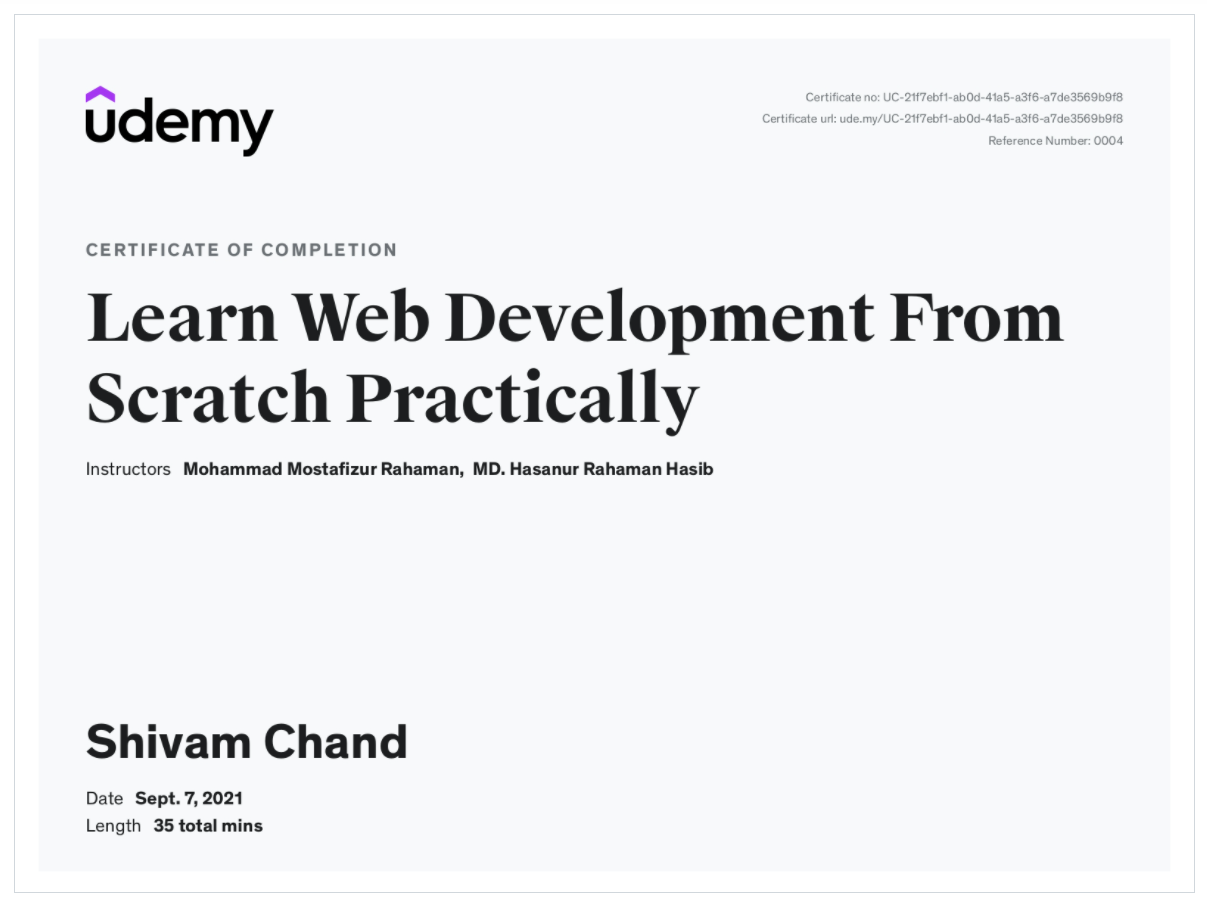 udemy
Certificate no: UC-21f7ebf1-ab0d-41a5-a3f6-a7de3569b9f8
Certificate url: ude.my/UC-21f7ebf1-ab0d-41a5-a3f6-a7de3569b9f8
Reference Number: 0004
CERTIFICATE OF COMPLETION
Learn Web Development From
Scratch Practically
Instructors Mohammad Mostafizur Rahaman, MD. Hasanur Rahaman Hasib
Shivam Chand
Date Sept. 7, 2021
Length 35 total mins